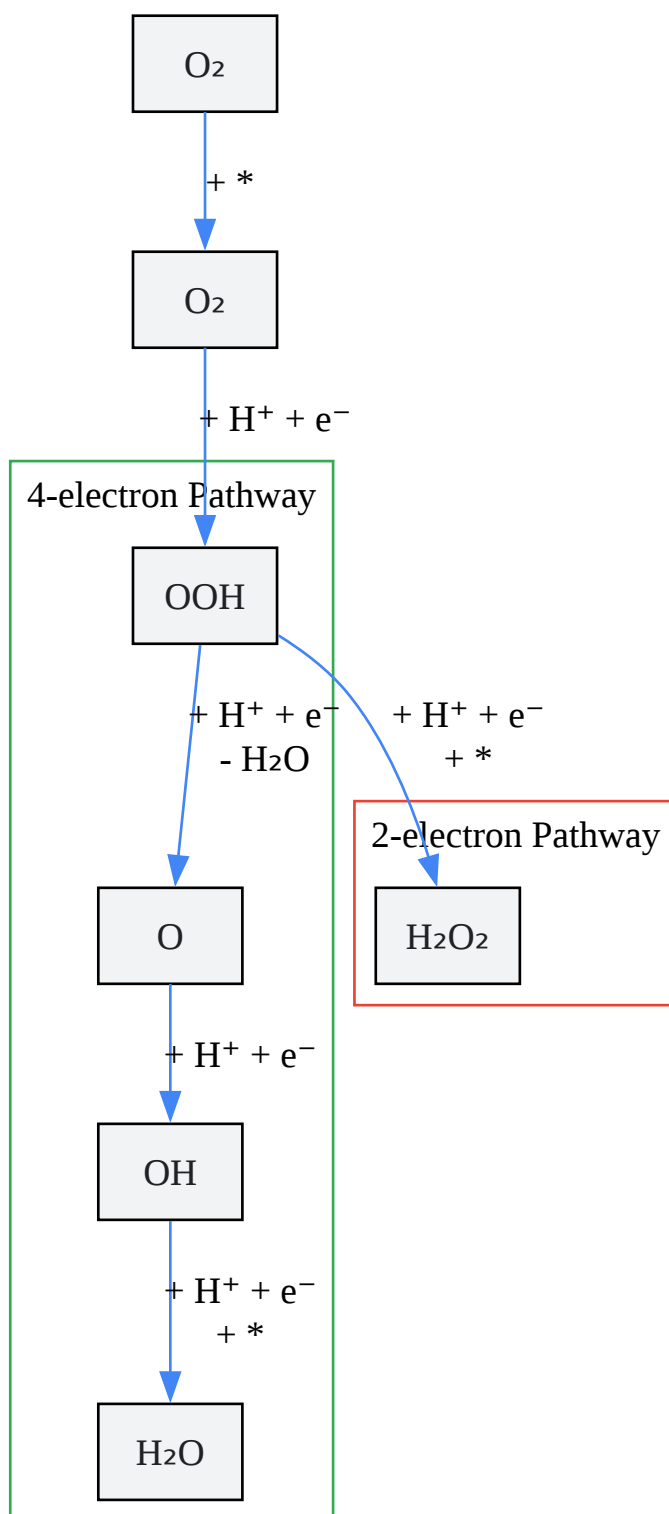 O₂
+ *
O₂
+ H⁺ + e⁻
4-electron Pathway
OOH
+ H⁺ + e⁻
- H₂O
+ H⁺ + e⁻
+ *
2-electron Pathway
O
H₂O₂
+ H⁺ + e⁻
OH
+ H⁺ + e⁻
+ *
H₂O